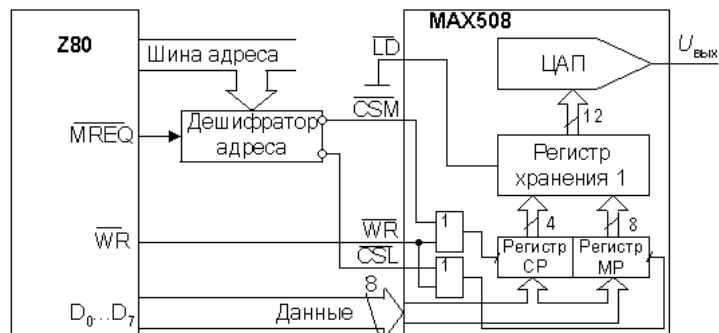 Z80
MAX508
Шина адреса
LD
ЦАП
Uвых
CSM
12
MREQ
Дешифратор
адреса
Регистр
хранения 1
WR
WR
1
4
8
CSL
1
Регистр
СР
Регистр
МР
8
D0...D7
Данные